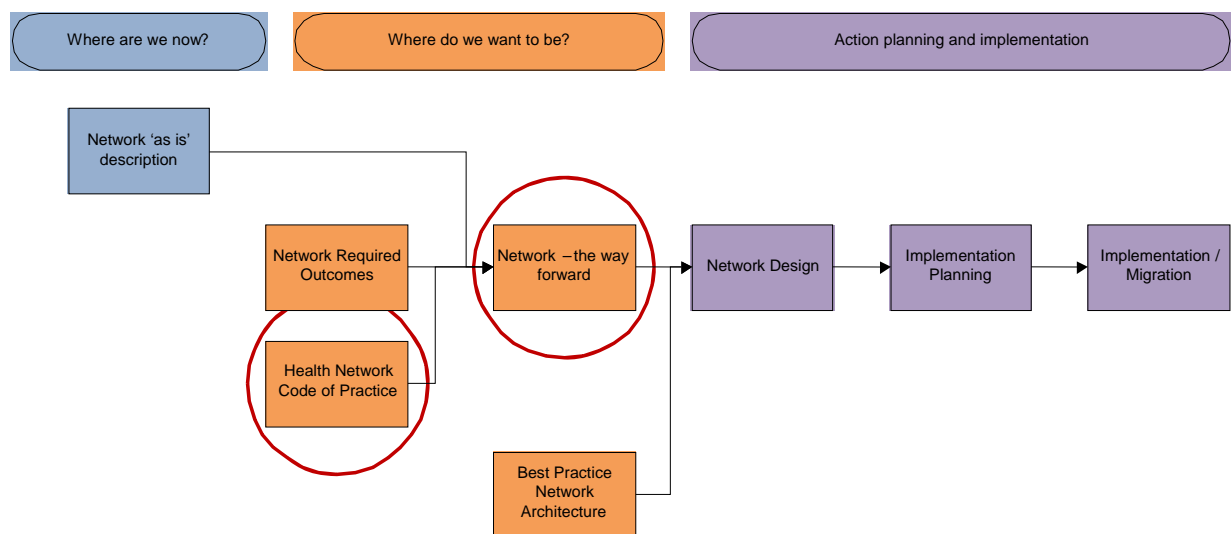 Where are we now?
Where do we want to be?
Action planning and implementation
Network ‘as is’
description
Network Required
Outcomes
Network – the way
forward
Network Design
Implementation
Planning
Implementation /
Migration
Health Network
Code of Practice
Best Practice
Network
Architecture